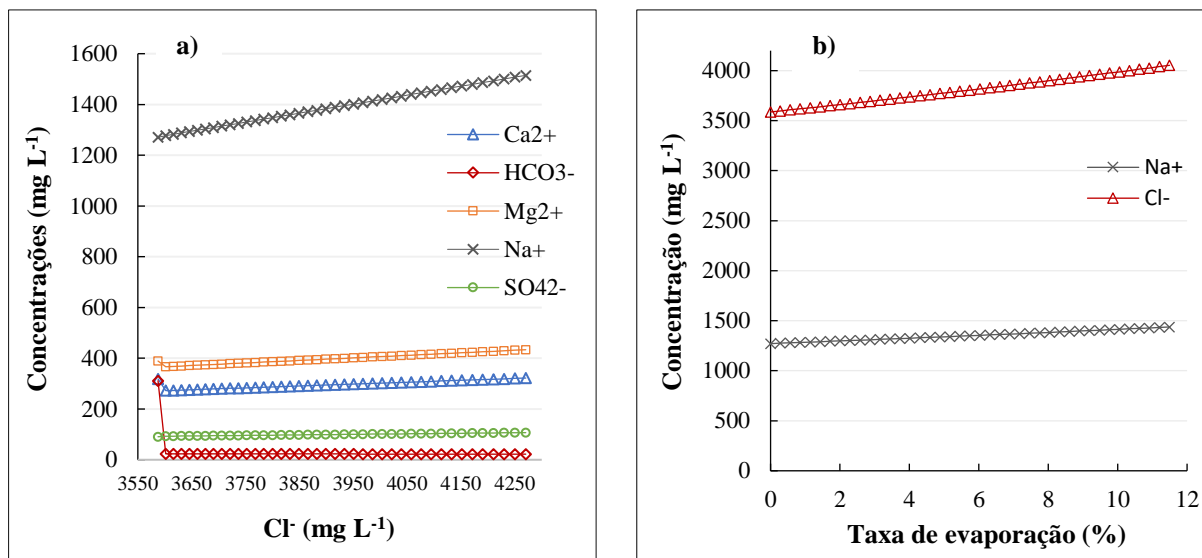 a)
Concentrações (mg L-1)
1600
1400
1200
1000
800
600
400
200
0
Ca2+
HCO3-
Mg2+
Na+
SO42-
3550 3650 3750 3850 3950 4050 4150 4250
Cl- (mg L-1)
b)
Concentração (mg L-1)
4000
3500
3000
2500
2000
1500
1000
500
0
Na+
Cl-
0 2 4 6 8 10 12
Taxa de evaporação (%)